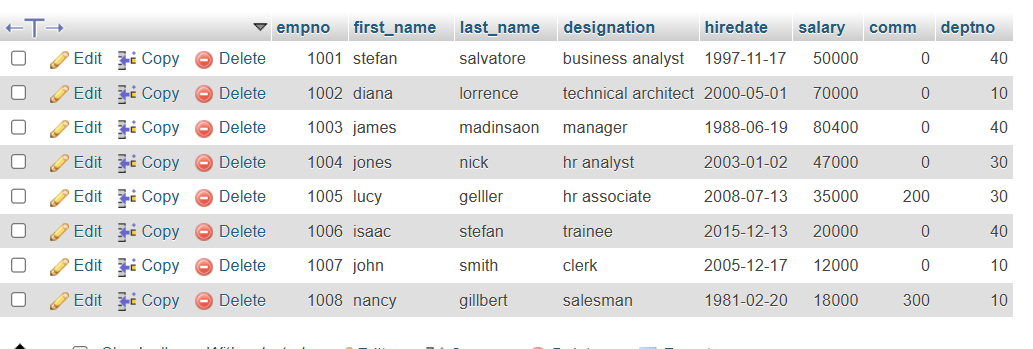 empno first_name last_name designation hiredate salary comm deptno
Edit Copy Delete 1001 stefan salvatore business analyst 1997-11-17 50000 0 40
Edit Copy Delete 1002 diana lorrence technical architect 2000-05-01 70000 0 10
Edit Copy Delete 1003 james madinsaon manager 1988-06-19 80400 0 40
Edit Copy Delete 1004 jones nick hr analyst 2003-01-02 47000 0 30
Edit Copy Delete 1005 lucy gelller hr associate 2008-07-13 35000 200 30
Edit Copy Delete 1006 isaac stefan trainee 2015-12-13 20000 0 40
Edit Copy Delete 1007 john smith clerk 2005-12-17 12000 0 10
Edit Copy Delete 1008 nancy gillbert salesman 1981-02-20 18000 300 10